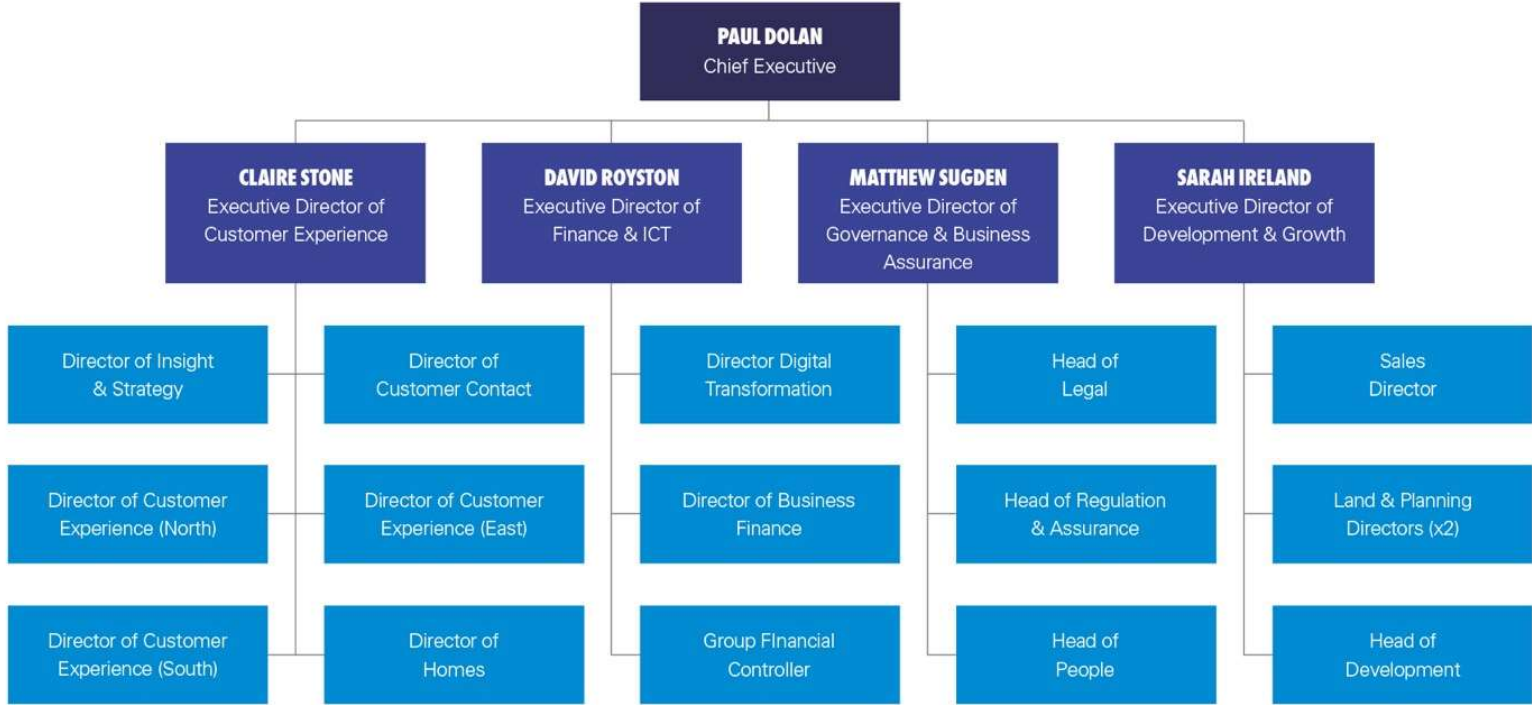 PAUL DOLAN
Chief Executive
CLAIRE STONE
Executive Director of
Customer Experience
DAVID ROYSTON
Executive Director of
Finance & ICT
MATTHEW SUGDEN
Executive Director of
Governance & Business
Assurance
SARAH IRELAND
Executive Director of
Development & Growth
Director of Insight
& Strategy
Director of
Customer Contact
Director Digital
Transformation
Head of
Legal
Sales
Director
Director of Customer
Experience (North)
Director of Customer
Experience (East)
Director of Business
Finance
Head of Regulation
& Assurance
Land & Planning
Directors (x2)
Director of Customer
Experience (South)
Director of
Homes
Group FInancial
Controller
Head of
People
Head of
Development